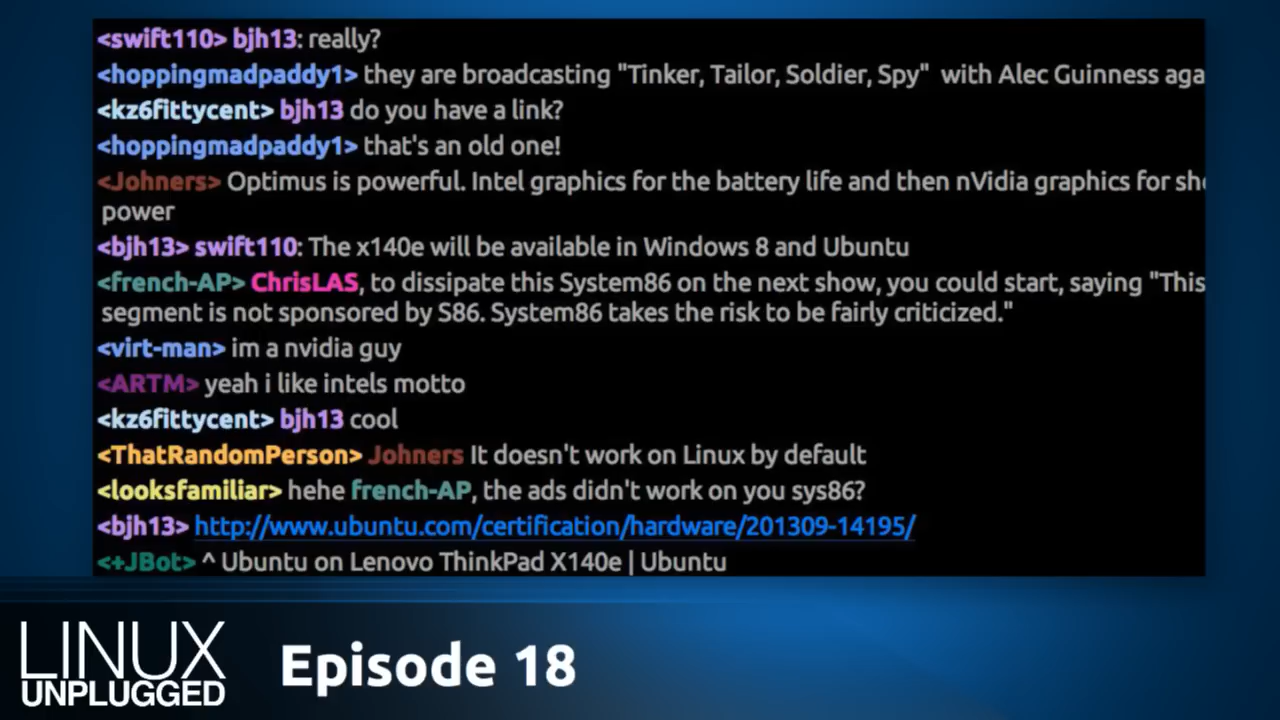 <swift110> bjh13: really?
<hoppingmadpaddy1> they are broadcasting "Tinker, Tailor, Soldier, Spy"  with Alec Guinness aga
<kz6fittycent> bjh13 do you have a link?
<hoppingmadpaddy1> that's an old one!
<Johners> Optimus is powerful. Intel graphics for the battery life and then nVidia graphics for
power
<bjh13> swift110: The x140e will be available in Windows 8 and Ubuntu
<french-AP> ChrisLAS, to dissipate this System86 on the next show, you could start, saying "This
segment is not sponsored by S86. System86 takes the risk to be fairly criticized."
<virt-man> im a nvidia guy
<ARTM> yeah i like intels motto
<kz6fittycent> bjh13 cool
<ThatRandomPerson> Johners It doesn't work on Linux by default
<looksfamiliar> hehe french-AP, the ads didn't work on you sys86?
<bjh13> http://www.ubuntu.com/certification/hardware/201309-14195/
<+JBot> ^ Ubuntu on Lenovo ThinkPad X140e | Ubuntu
LINUX
UNPLUGGED
Episode 18